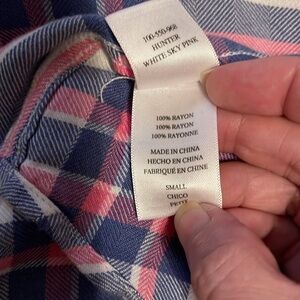 100-550-968
HUNTER
WHITE SKY PINK
100% RAYON
100% RAYON
100% RAYONNE
MADE IN CHINA
HECHO EN CHINA
FABRIQUÉ EN CHINE
SMALL
CHICO